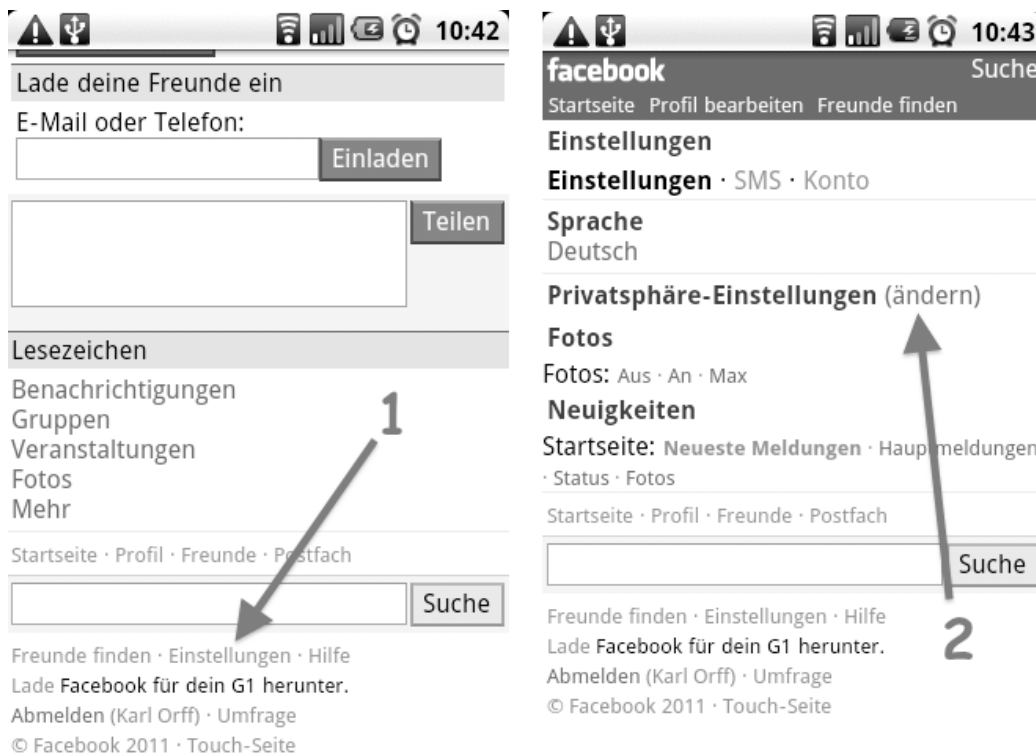 10:42
Lade deine Freunde ein
E-Mail oder Telefon:
Einladen
Teilen
Lesezeichen
Benachrichtigungen
Gruppen
Veranstaltungen
Fotos
Mehr
1
Startseite · Profil · Freunde · Postfach
Suche
Freunde finden · Einstellungen · Hilfe
Lade Facebook für dein G1 herunter.
Abmelden (Karl Orff) · Umfrage
© Facebook 2011 · Touch-Seite
10:43
facebook Suche
Startseite Profil bearbeiten Freunde finden
Einstellungen
Einstellungen · SMS · Konto
Sprache
Deutsch
Privatsphäre-Einstellungen (ändern)
Fotos
Fotos: Aus · An · Max
Neuigkeiten
Startseite: Neueste Meldungen · Hauptmeldungen
· Status · Fotos
Startseite · Profil · Freunde · Postfach
Suche
Freunde finden · Einstellungen · Hilfe
Lade Facebook für dein G1 herunter.
2
Abmelden (Karl Orff) · Umfrage
© Facebook 2011 · Touch-Seite